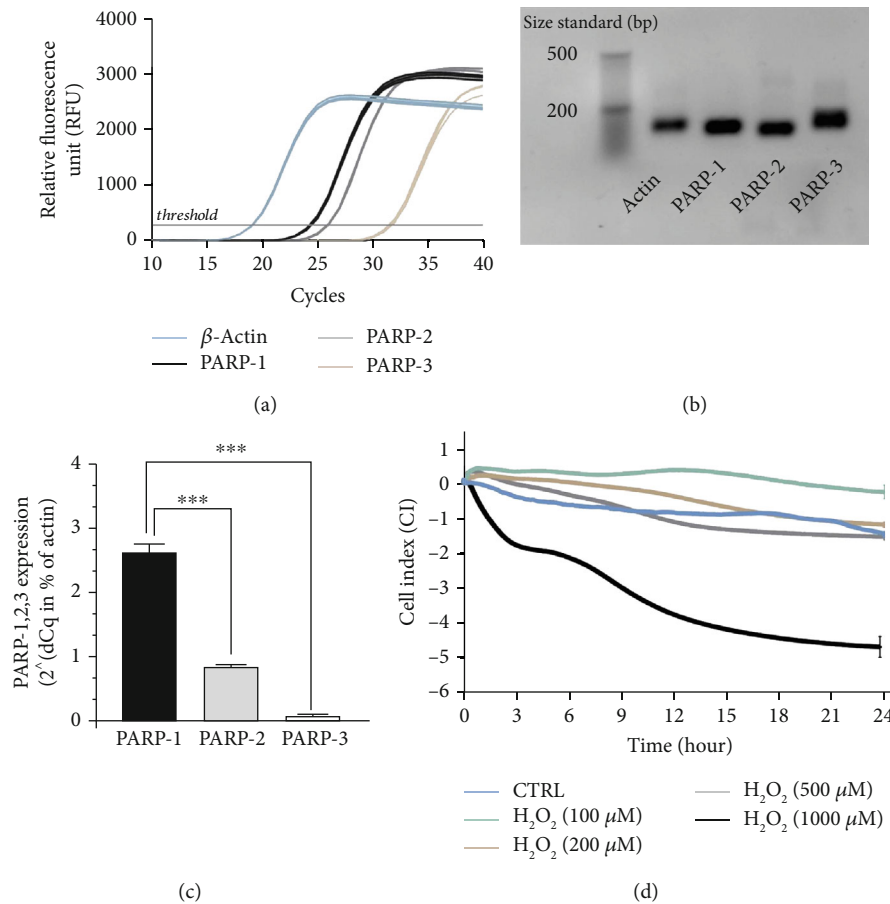 4000
3000
2000
1000
0
Relative fluorescence
unit (RFU)
threshold
10 15 20 25 30 35 40
Cycles
β-Actin
PARP-1
PARP-2
PARP-3
(a)
Size standard (bp)
500
200
Actin
PARP-1
PARP-2
PARP-3
(b)
4
3
2
1
0
PARP-1,2,3 expression
(2^(dCq in % of actin)
***
***
PARP-1 PARP-2 PARP-3
(c)
1
0
−1
−2
−3
−4
−5
−6
Cell index (CI)
0 3 6 9 12 15 18 21 24
Time (hour)
CTRL
H₂O₂ (100 μM)
H₂O₂ (200 μM)
H₂O₂ (500 μM)
H₂O₂ (1000 μM)
(d)